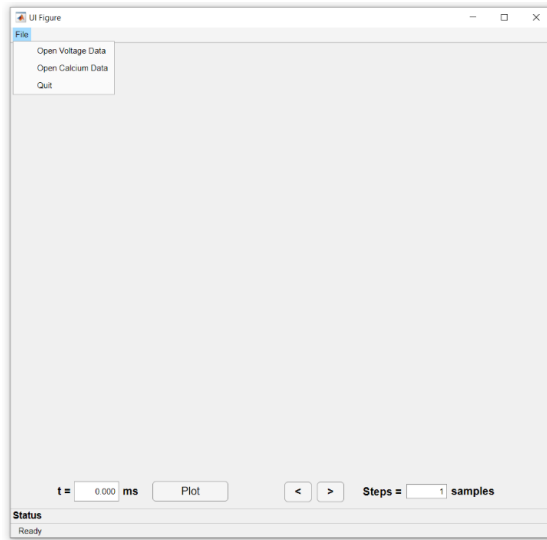 UI Figure
File
Open Voltage Data
Open Calcium Data
Quit
t = 0.000 ms Plot < > Steps = 1 samples
Status
Ready